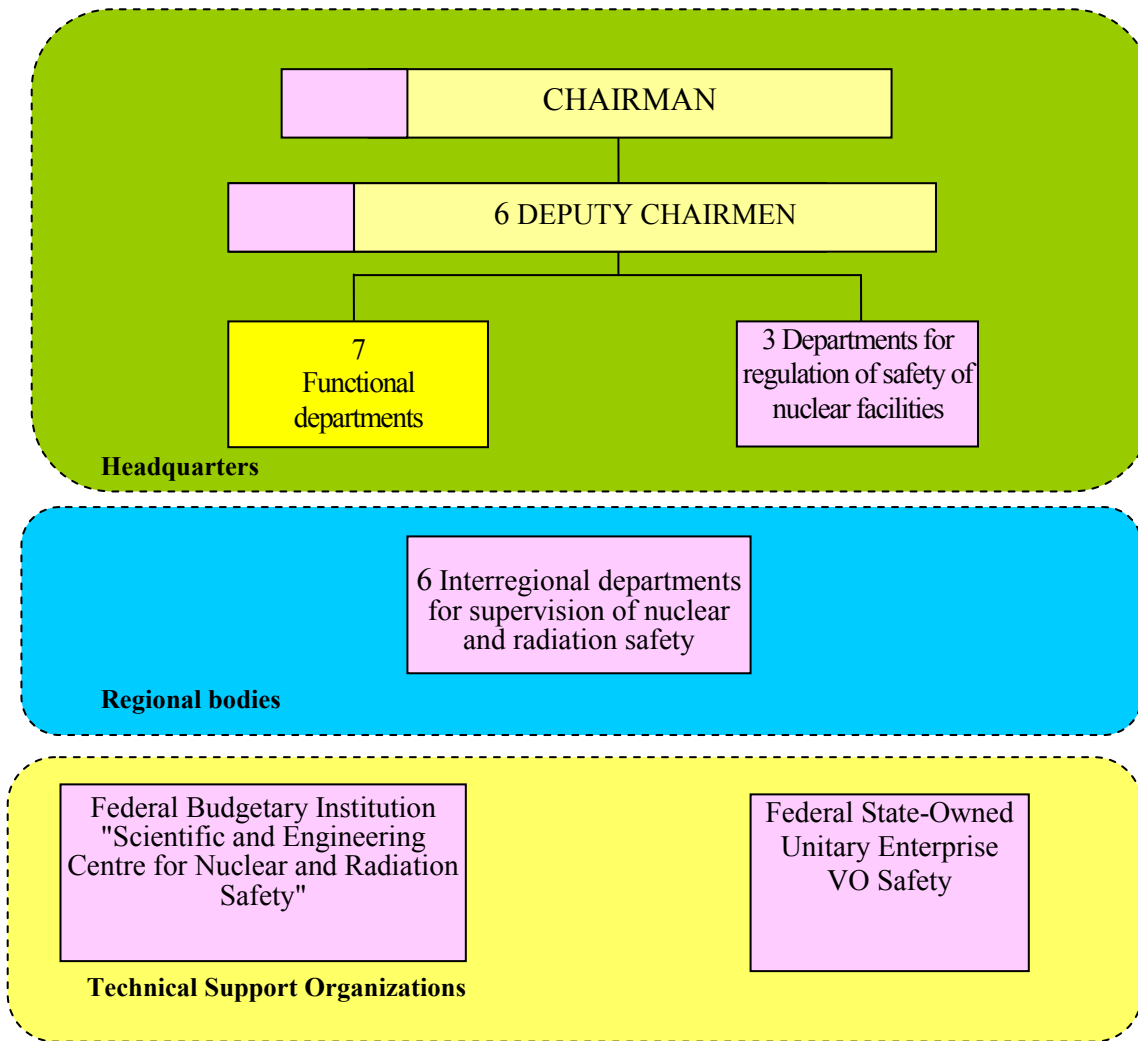 CHAIRMAN
6 DEPUTY CHAIRMEN
7
Functional
departments
3 Departments for
regulation of safety of
nuclear facilities
Headquarters
6 Interregional departments
for supervision of nuclear
and radiation safety
Regional bodies
Federal Budgetary Institution
"Scientific and Engineering
Centre for Nuclear and Radiation
Safety"
Federal State-Owned
Unitary Enterprise
VO Safety
Technical Support Organizations